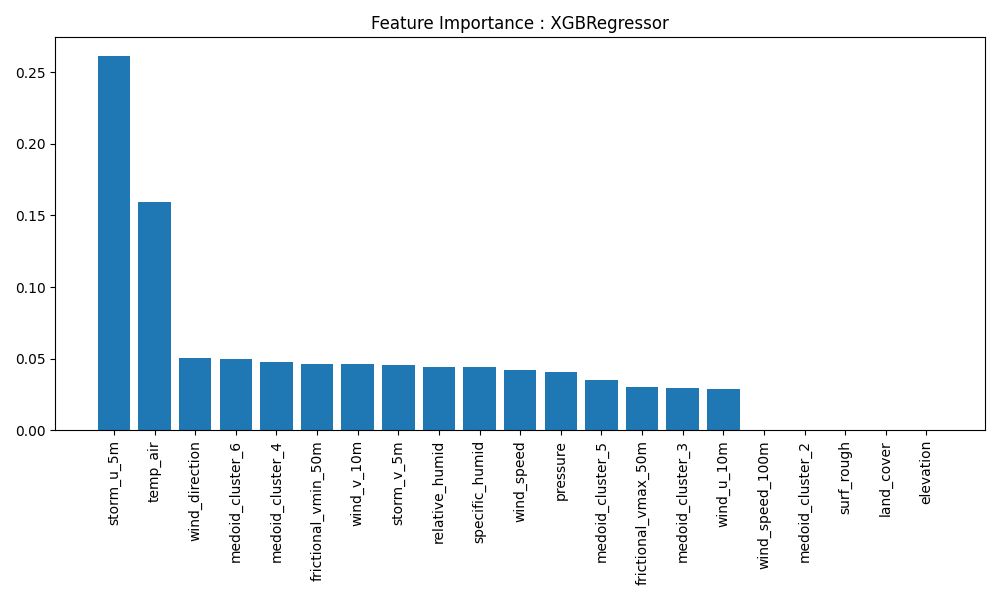 Feature Importance : XGBRegressor
0.25
0.20
0.15
0.10
0.05
0.00
storm_u_5m
temp_air
wind_direction
medoid_cluster_6
medoid_cluster_4
frictional_vmin_50m
wind_v_10m
storm_v_5m
relative_humid
specific_humid
wind_speed
pressure
medoid_cluster_5
frictional_vmax_50m
medoid_cluster_3
wind_u_10m
wind_speed_100m
medoid_cluster_2
surf_rough
land_cover
elevation